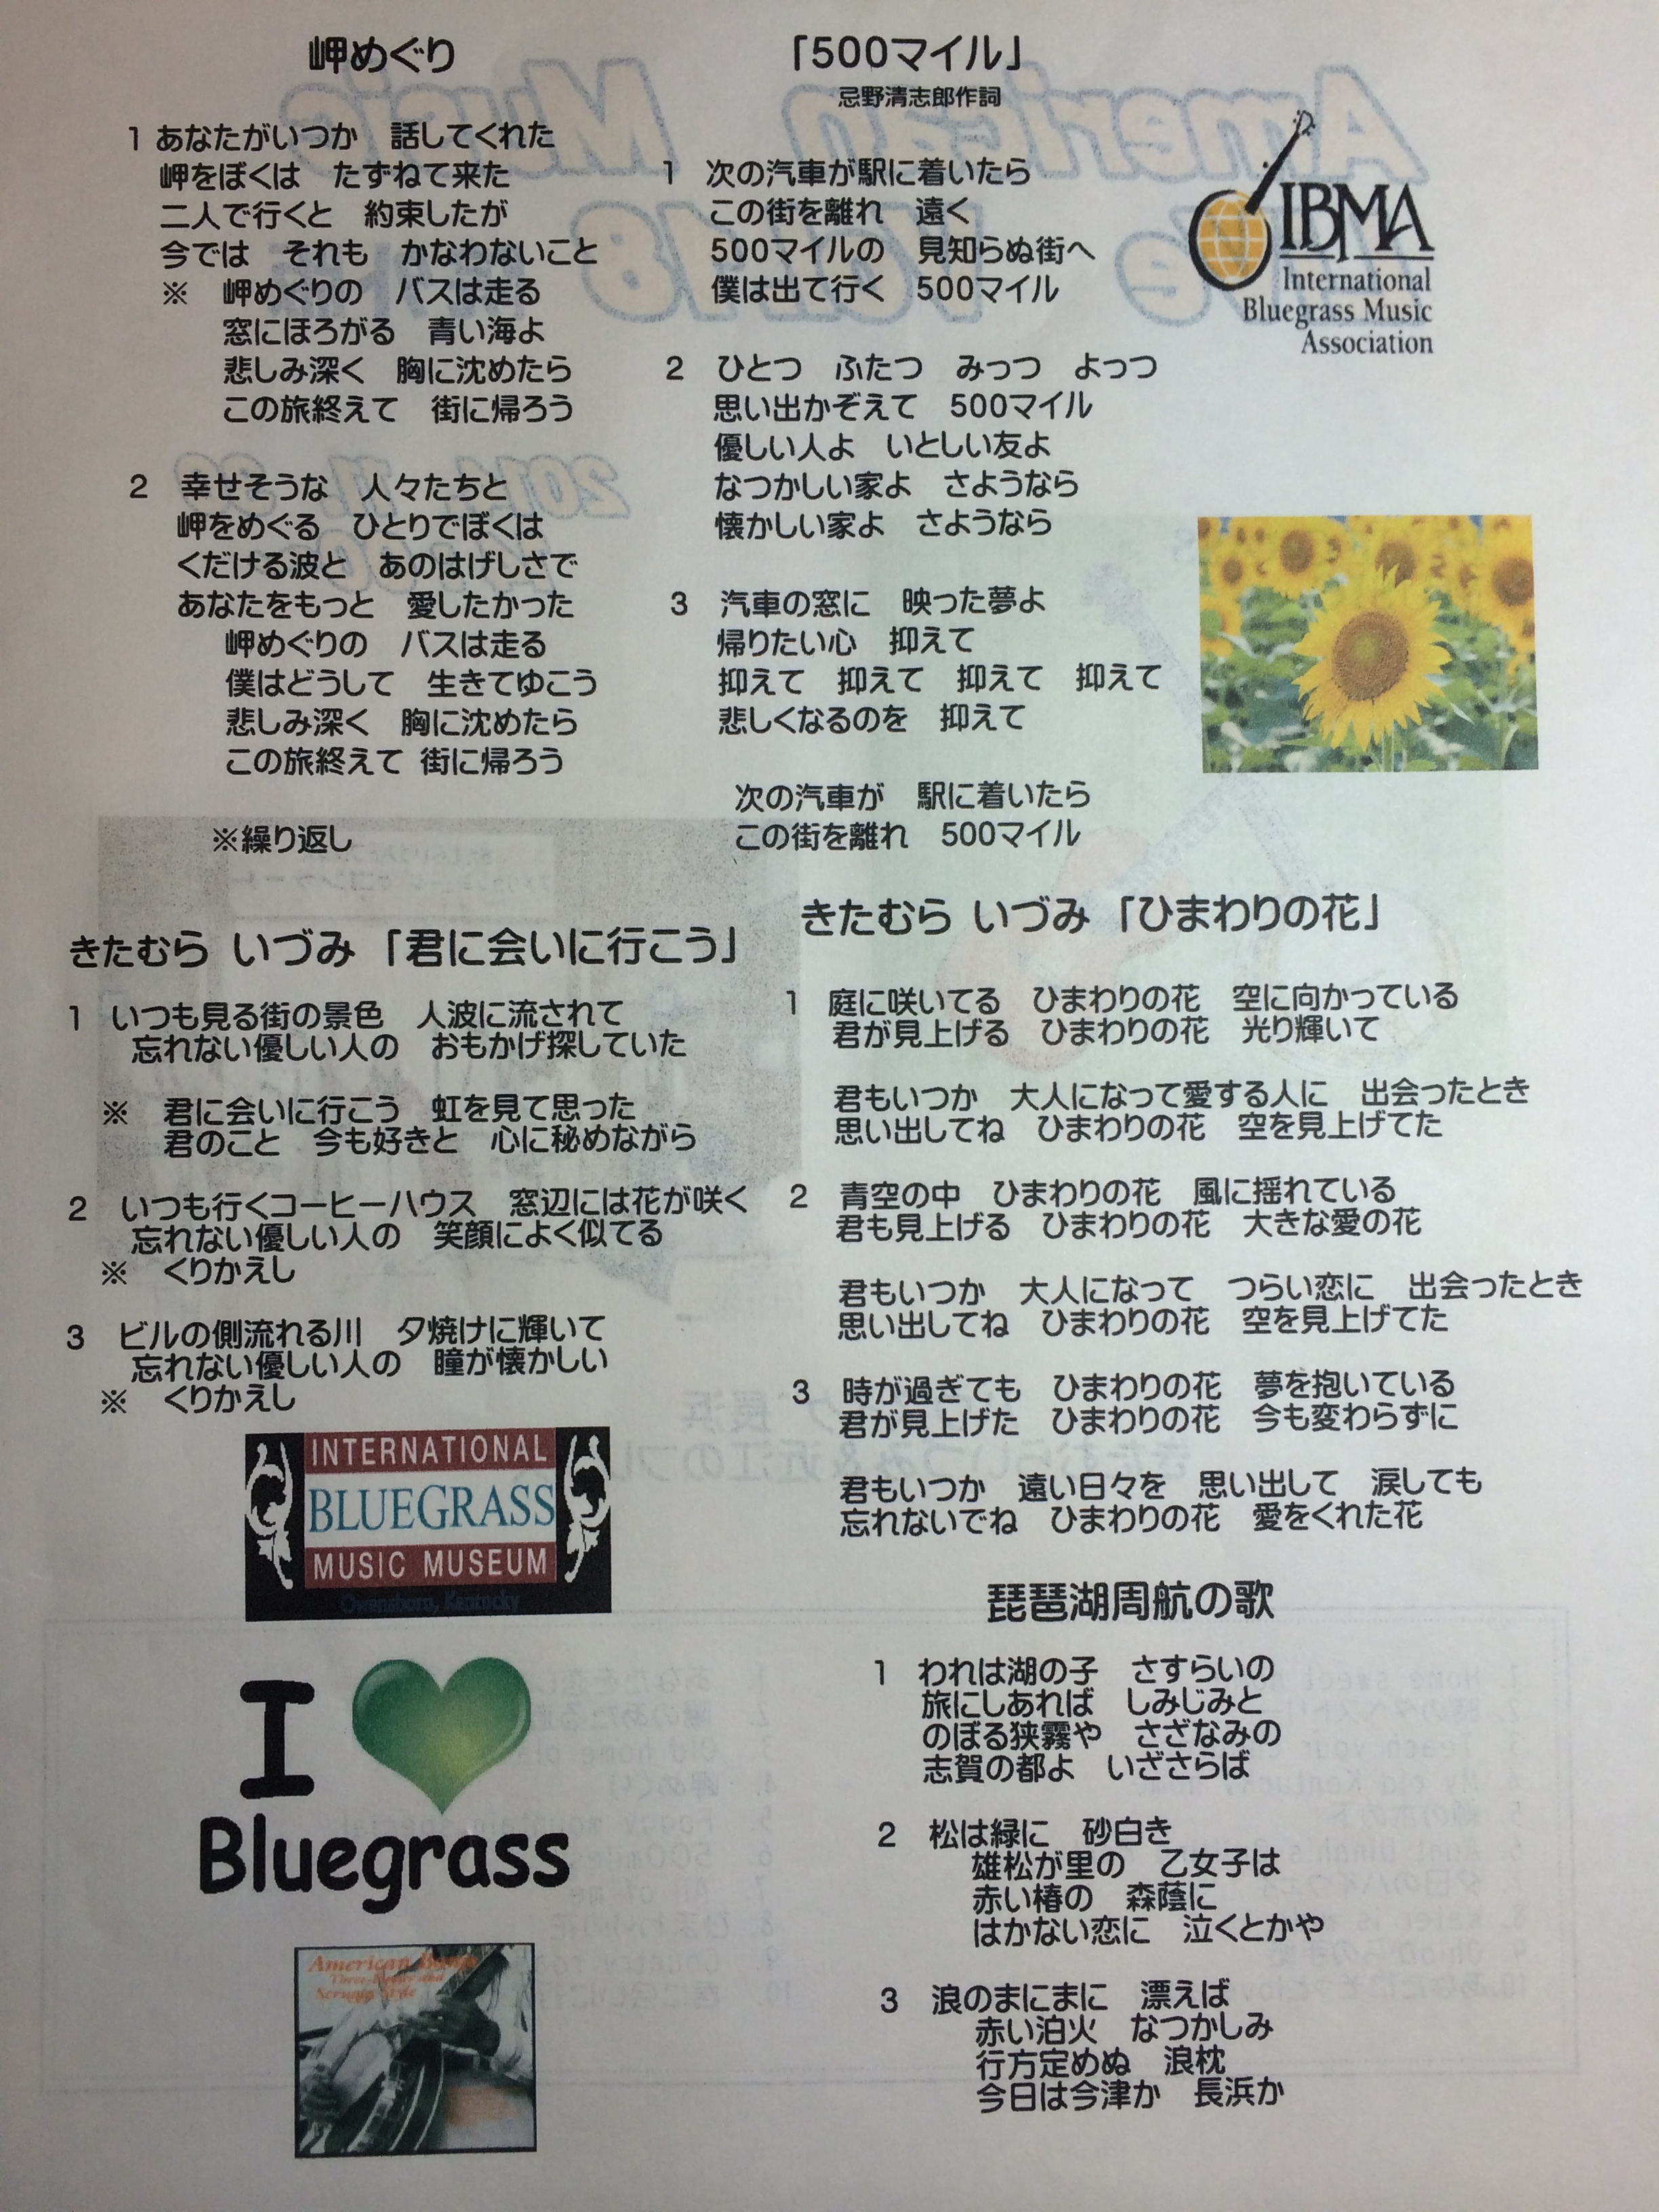 岬めぐり
1 あなたがいつか　話してくれた
岬をぼくは　たずねて来た
二人で行くと　約束したが
今では　それも　かなわないこと
※　岬めぐりの　バスは走る
窓にほろがる　青い海よ
悲しみ深く　胸に沈めたら
この旅終えて　街に帰ろう
2　幸せそうな　人々たちと
岬をめぐる　ひとりでぼくは
くだける波と　あのはげしさで
あなたをもっと　愛したかった
岬めぐりの　バスは走る
僕はどうして　生きてゆこう
悲しみ深く　胸に沈めたら
この旅終えて 街に帰ろう
※繰り返し
「500マイル」
忌野清志郎作詞
1　次の汽車が駅に着いたら
この街を離れ　遠く
500マイルの　見知らぬ街へ
僕は出て行く　500マイル
2　ひとつ　ふたつ　みっつ　よっつ
思い出かぞえて　500マイル
優しい人よ　いとしい友よ
なつかしい家よ　さようなら
懐かしい家よ　さようなら
3　汽車の窓に　映った夢よ
帰りたい心　抑えて
抑えて　抑えて　抑えて　抑えて
悲しくなるのを　抑えて
次の汽車が　駅に着いたら
この街を離れ　500マイル
IBMA
International
Bluegrass Music
Association
きたむら いづみ「君に会いに行こう」
1　いつも見る街の景色　人波に流されて
忘れない優しい人の　おもかげ探していた
※　君に会いに行こう　虹を見て思った
君のこと　今も好きと　心に秘めながら
2　いつも行くコーヒーハウス　窓辺には花が咲く
忘れない優しい人の　笑顔によく似てる
※　くりかえし
3　ビルの側流れる川　夕焼けに輝いて
忘れない優しい人の　瞳が懐かしい
※　くりかえし
INTERNATIONAL
BLUEGRASS
MUSIC MUSEUM
Owensboro, Kentucky
I
Bluegrass
American Banjo
Three-Finger and
Scruggs Style
きたむら いづみ「ひまわりの花」
1　庭に咲いてる　ひまわりの花　空に向かっている
君が見上げる　ひまわりの花　光り輝いて
君もいつか　大人になって愛する人に　出会ったとき
思い出してね　ひまわりの花　空を見上げてた
2　青空の中　ひまわりの花　風に揺れている
君も見上げる　ひまわりの花　大きな愛の花
君もいつか　大人になって　つらい恋に　出会ったとき
思い出してね　ひまわりの花　空を見上げてた
3　時が過ぎても　ひまわりの花　夢を抱いている
君が見上げた　ひまわりの花　今も変わらずに
君もいつか　遠い日々を　思い出して　涙しても
忘れないでね　ひまわりの花　愛をくれた花
琵琶湖周航の歌
1　われは湖の子　さすらいの
旅にしあれば　しみじみと
のぼる狭霧や　さざなみの
志賀の都よ　いざさらば
2　松は緑に　砂白き
雄松が里の　乙女子は
赤い椿の　森蔭に
はかない恋に　泣くとかや
3　浪のまにまに　漂えば
赤い泊火　なつかしみ
行方定めぬ　浪枕
今日は今津か　長浜か